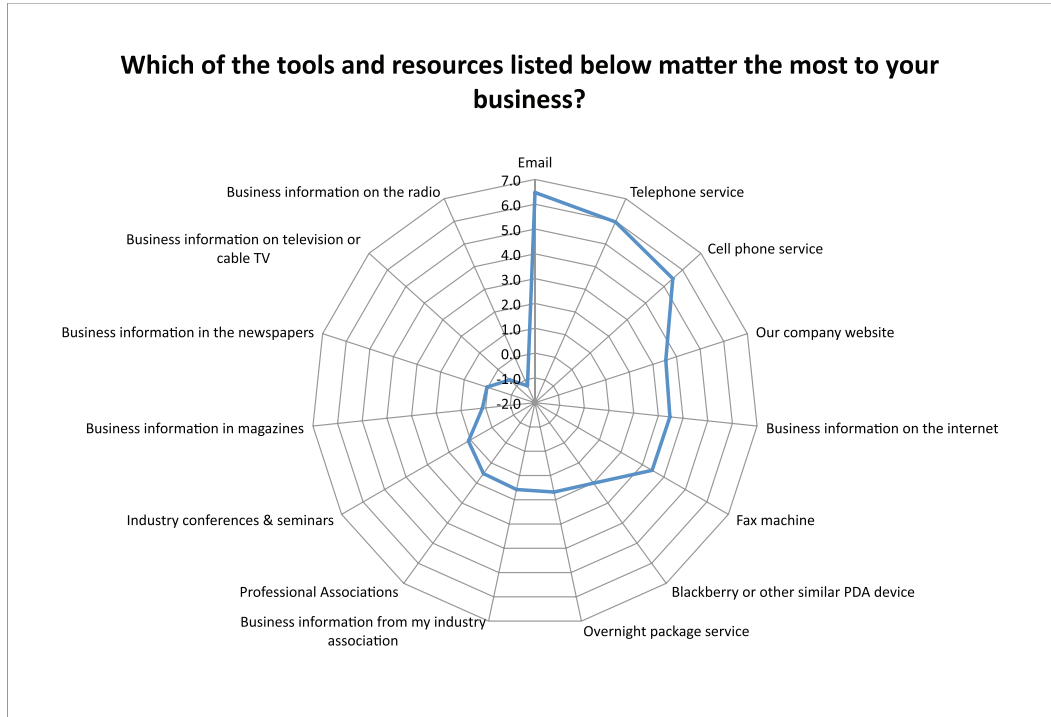 Which of the tools and resources listed below matter the most to your
business?
Email
7.0
6.0
5.0
4.0
3.0
2.0
1.0
0.0
-1.0
-2.0
Telephone service
Cell phone service
Our company website
Business information on the internet
Fax machine
Blackberry or other similar PDA device
Overnight package service
Business information from my industry
association
Professional Associations
Industry conferences & seminars
Business information in magazines
Business information in the newspapers
Business information on television or
cable TV
Business information on the radio